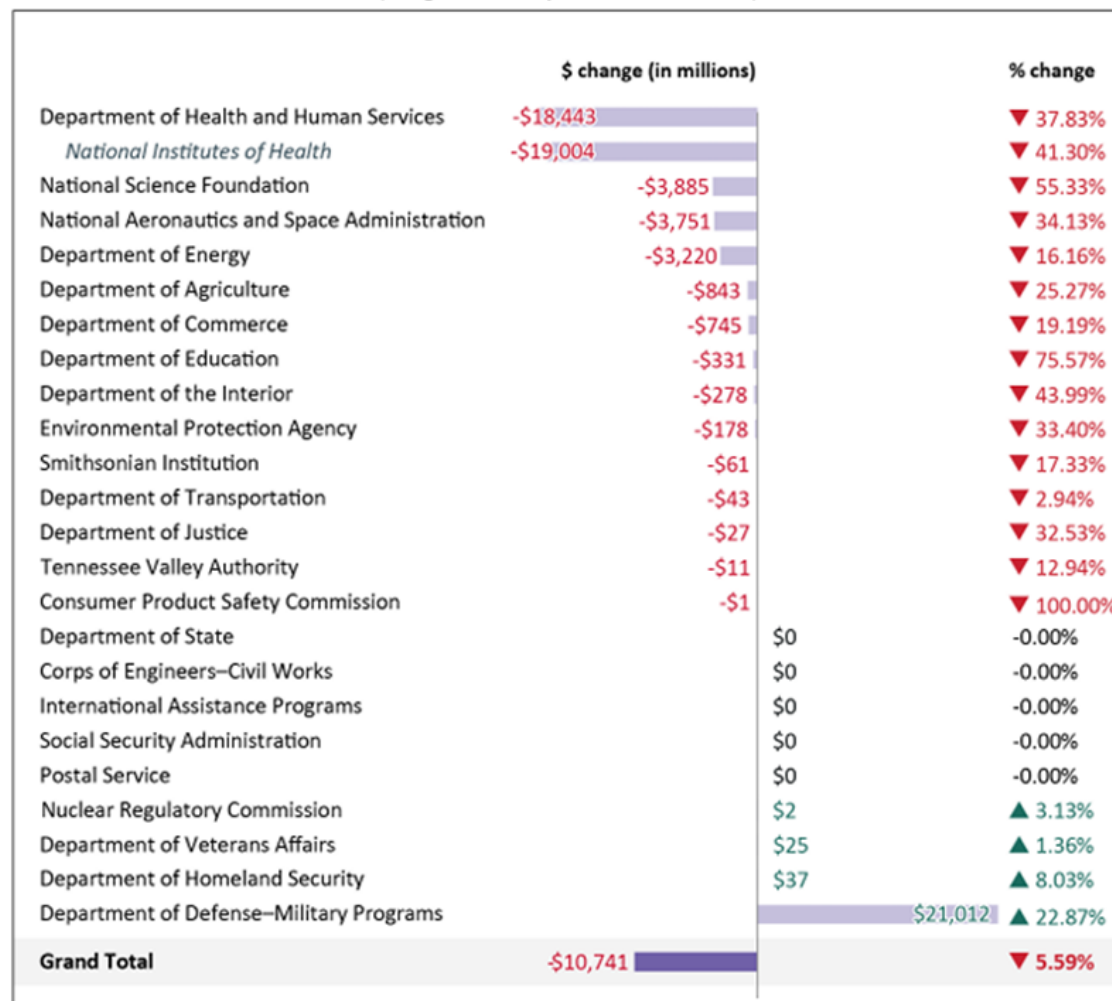 $ change (in millions) % change
Department of Health and Human Services -$18,443 ▼ 37.83%
National Institutes of Health -$19,004 ▼ 41.30%
National Science Foundation -$3,885 ▼ 55.33%
National Aeronautics and Space Administration -$3,751 ▼ 34.13%
Department of Energy -$3,220 ▼ 16.16%
Department of Agriculture -$843 ▼ 25.27%
Department of Commerce -$745 ▼ 19.19%
Department of Education -$331 ▼ 75.57%
Department of the Interior -$278 ▼ 43.99%
Environmental Protection Agency -$178 ▼ 33.40%
Smithsonian Institution -$61 ▼ 17.33%
Department of Transportation -$43 ▼ 2.94%
Department of Justice -$27 ▼ 32.53%
Tennessee Valley Authority -$11 ▼ 12.94%
Consumer Product Safety Commission -$1 ▼ 100.00%
Department of State $0 -0.00%
Corps of Engineers–Civil Works $0 -0.00%
International Assistance Programs $0 -0.00%
Social Security Administration $0 -0.00%
Postal Service $0 -0.00%
Nuclear Regulatory Commission $2 ▲ 3.13%
Department of Veterans Affairs $25 ▲ 1.36%
Department of Homeland Security $37 ▲ 8.03%
Department of Defense–Military Programs $21,012 ▲ 22.87%
Grand Total -$10,741 ▼ 5.59%